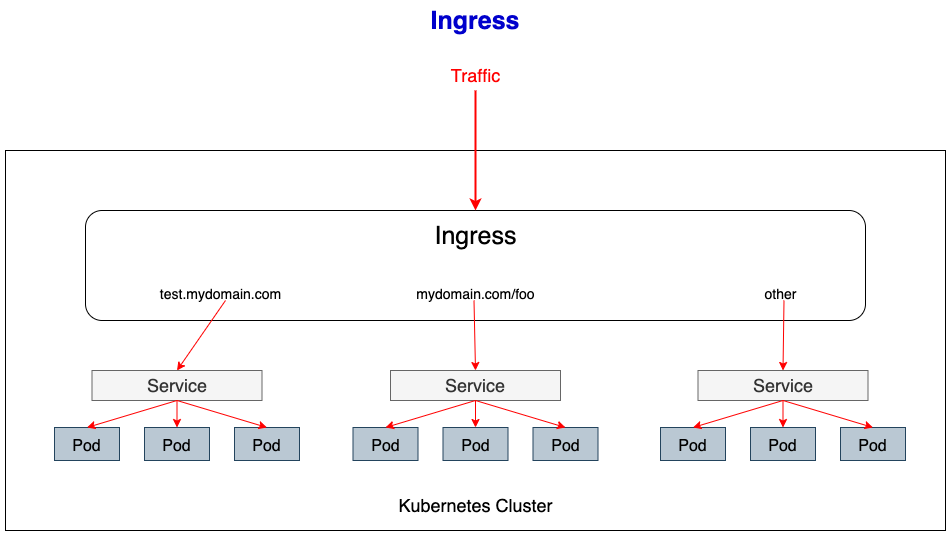 Ingress
Traffic
Ingress
test.mydomain.com
mydomain.com/foo
other
Service
Service
Service
Pod
Pod
Pod
Pod
Pod
Pod
Pod
Pod
Pod
Kubernetes Cluster